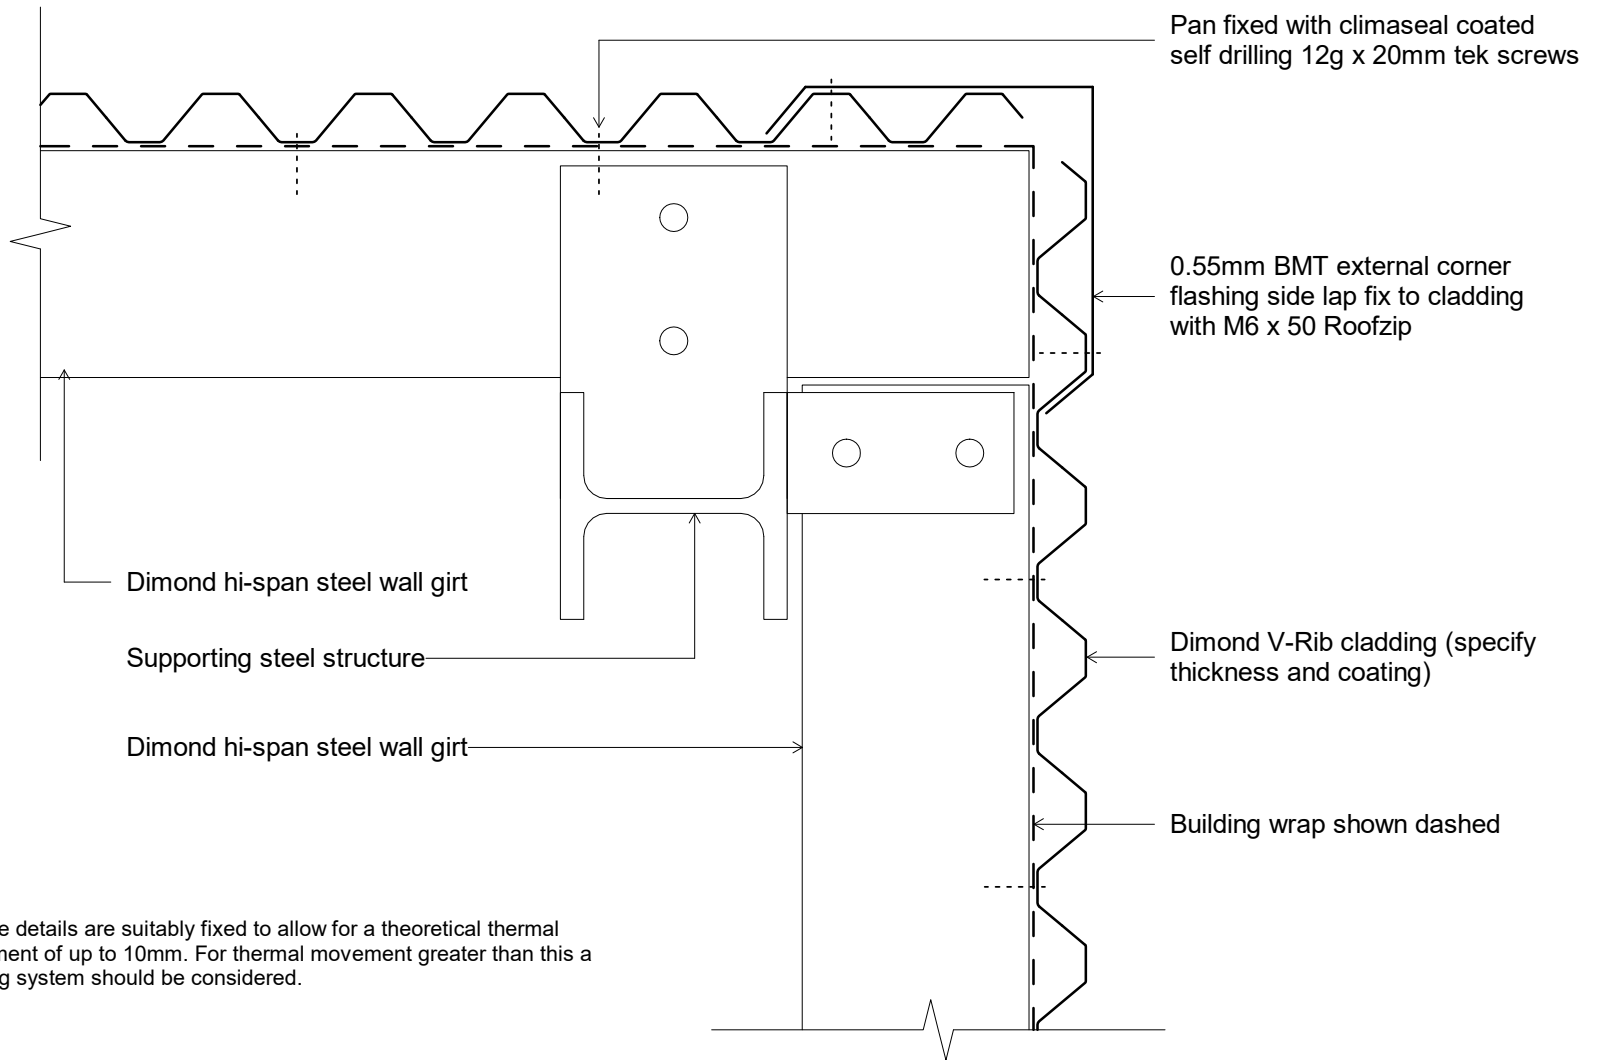 Pan fixed with climaseal coated
self drilling 12g x 20mm tek screws
0.55mm BMT external corner
flashing side lap fix to cladding
with M6 x 50 Roofzip
Dimond hi-span steel wall girt
Supporting steel structure
Dimond V-Rib cladding (specify
thickness and coating)
Dimond hi-span steel wall girt
Building wrap shown dashed
details are suitably fixed to allow for a theoretical thermal
of up to 10mm. For thermal movement greater than this a
system should be considered.